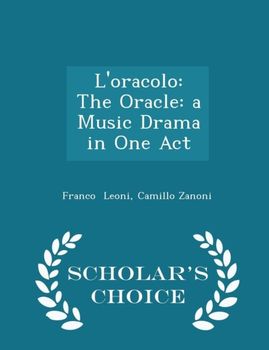 L'oracolo:
The Oracle: a
Music Drama
in One Act
Franco Leoni, Camillo Zanoni
SCHOLAR'S
CHOICE